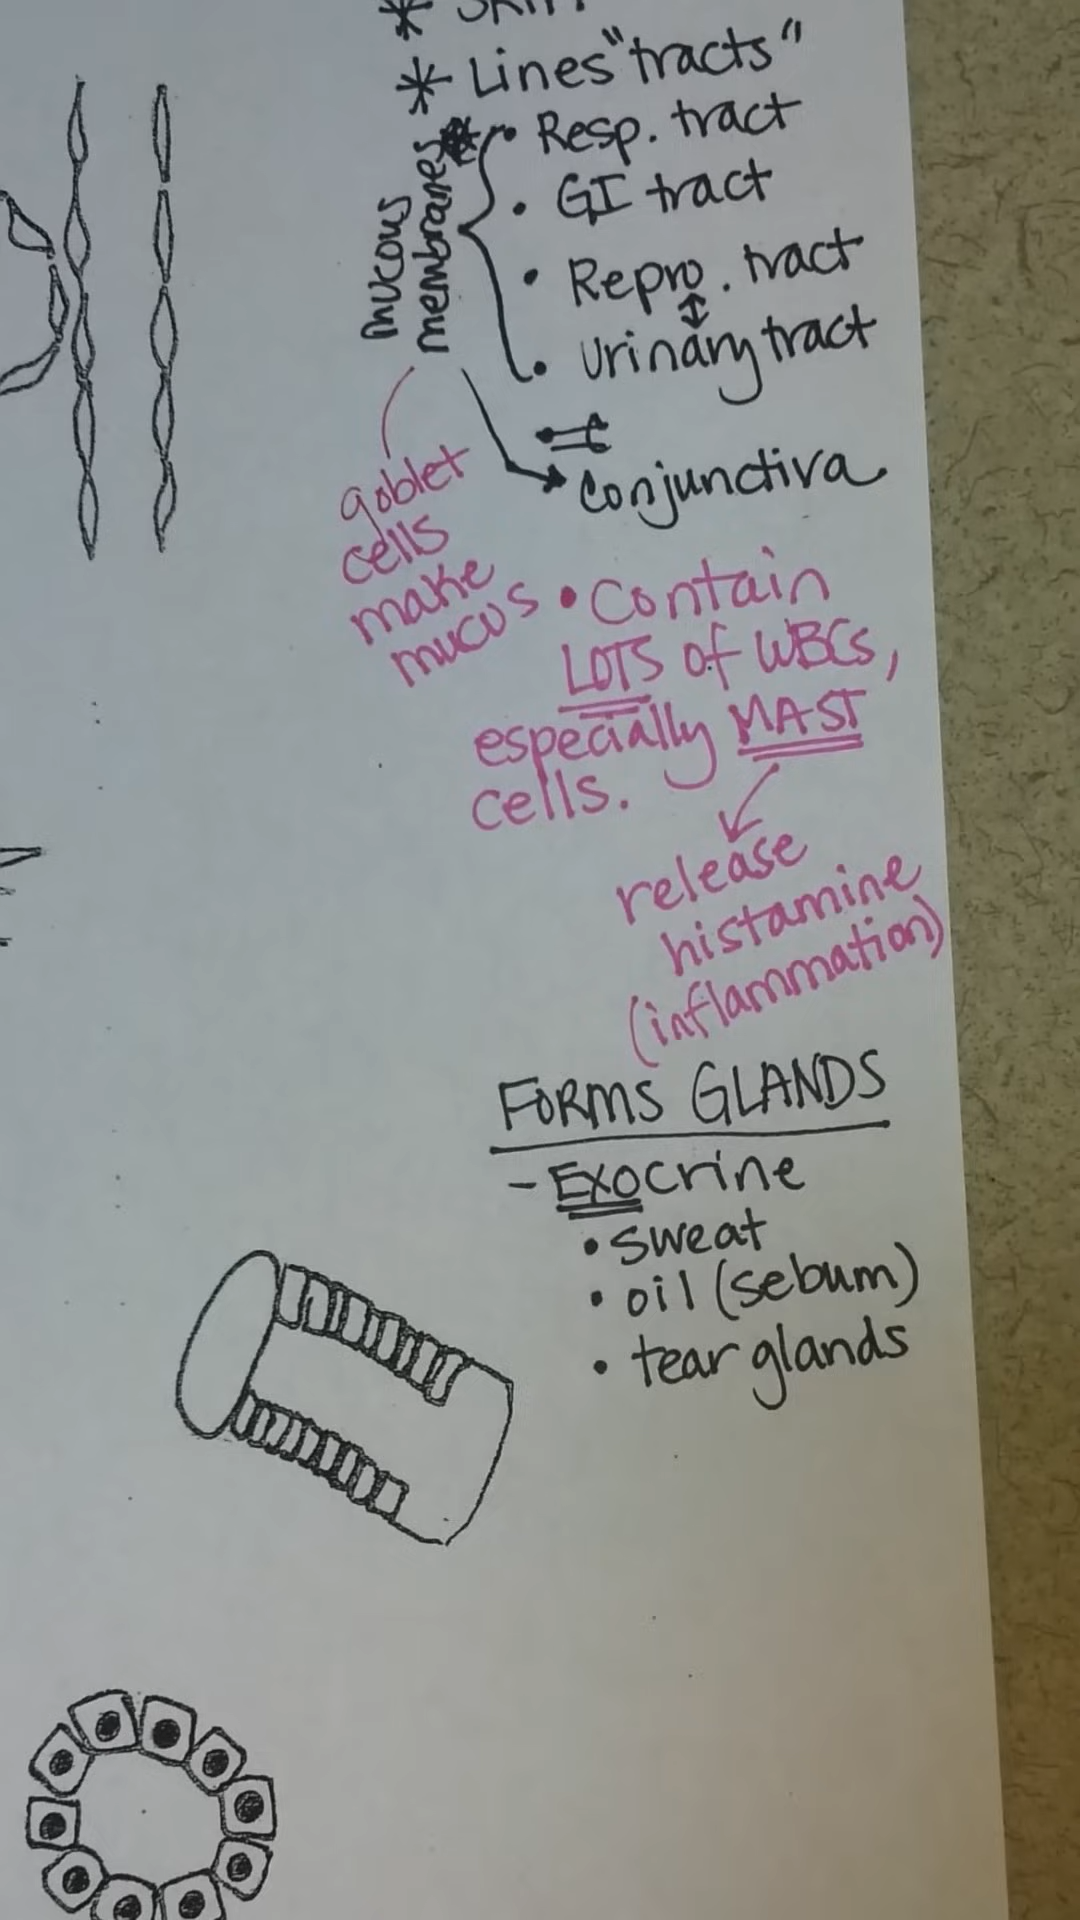 * Lines "tracts"
mucous
membranes
• Resp. tract
• GI tract
• Repro. tract
• Urinary tract
Conjunctiva
goblet
cells
make
mucus
• Contain
LOTS of WBCs,
especially MAST
cells.
release
histamine
(inflammation)
FORMS GLANDS
- EXOcrine
• sweat
• oil (sebum)
• tear glands